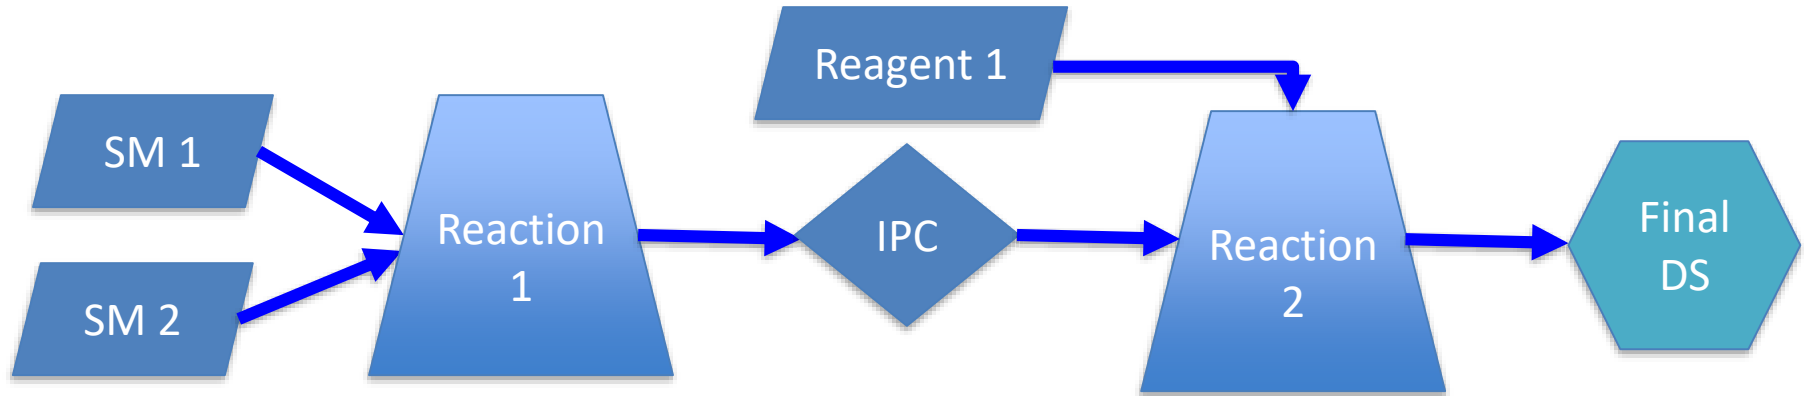 SM 1
SM 2
Reaction
1
Reagent 1
IPC
Reaction
2
Final
DS